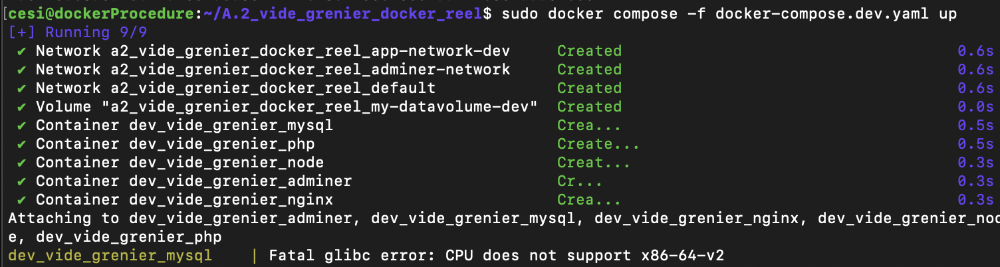 [cesi@dockerProcedure:~/A.2_vide_grenier_docker_reel$ sudo docker compose -f docker-compose.dev.yaml up
[+] Running 9/9
✔ Network a2_vide_grenier_docker_reel_app-network-dev Created 0.6s
✔ Network a2_vide_grenier_docker_reel_adminer-network Created 0.6s
✔ Network a2_vide_grenier_docker_reel_default Created 0.6s
✔ Volume "a2_vide_grenier_docker_reel_my-datavolume-dev" Created 0.0s
✔ Container dev_vide_grenier_mysql Crea... 0.5s
✔ Container dev_vide_grenier_php Create... 0.5s
✔ Container dev_vide_grenier_node Creat... 0.3s
✔ Container dev_vide_grenier_adminer Cr... 0.3s
✔ Container dev_vide_grenier_nginx Crea... 0.3s
Attaching to dev_vide_grenier_adminer, dev_vide_grenier_mysql, dev_vide_grenier_nginx, dev_vide_grenier_nod
e, dev_vide_grenier_php
dev_vide_grenier_mysql | Fatal glibc error: CPU does not support x86-64-v2